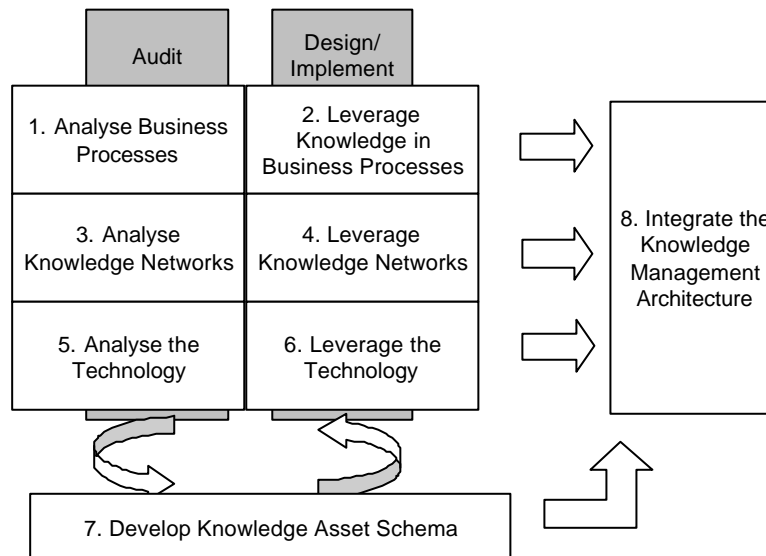 Audit
Design/
Implement
1. Analyse Business
Processes
2. Leverage
Knowledge in
Business Processes
3. Analyse
Knowledge Networks
4. Leverage
Knowledge Networks
5. Analyse the
Technology
6. Leverage the
Technology
8. Integrate the
Knowledge
Management
Architecture
7. Develop Knowledge Asset Schema